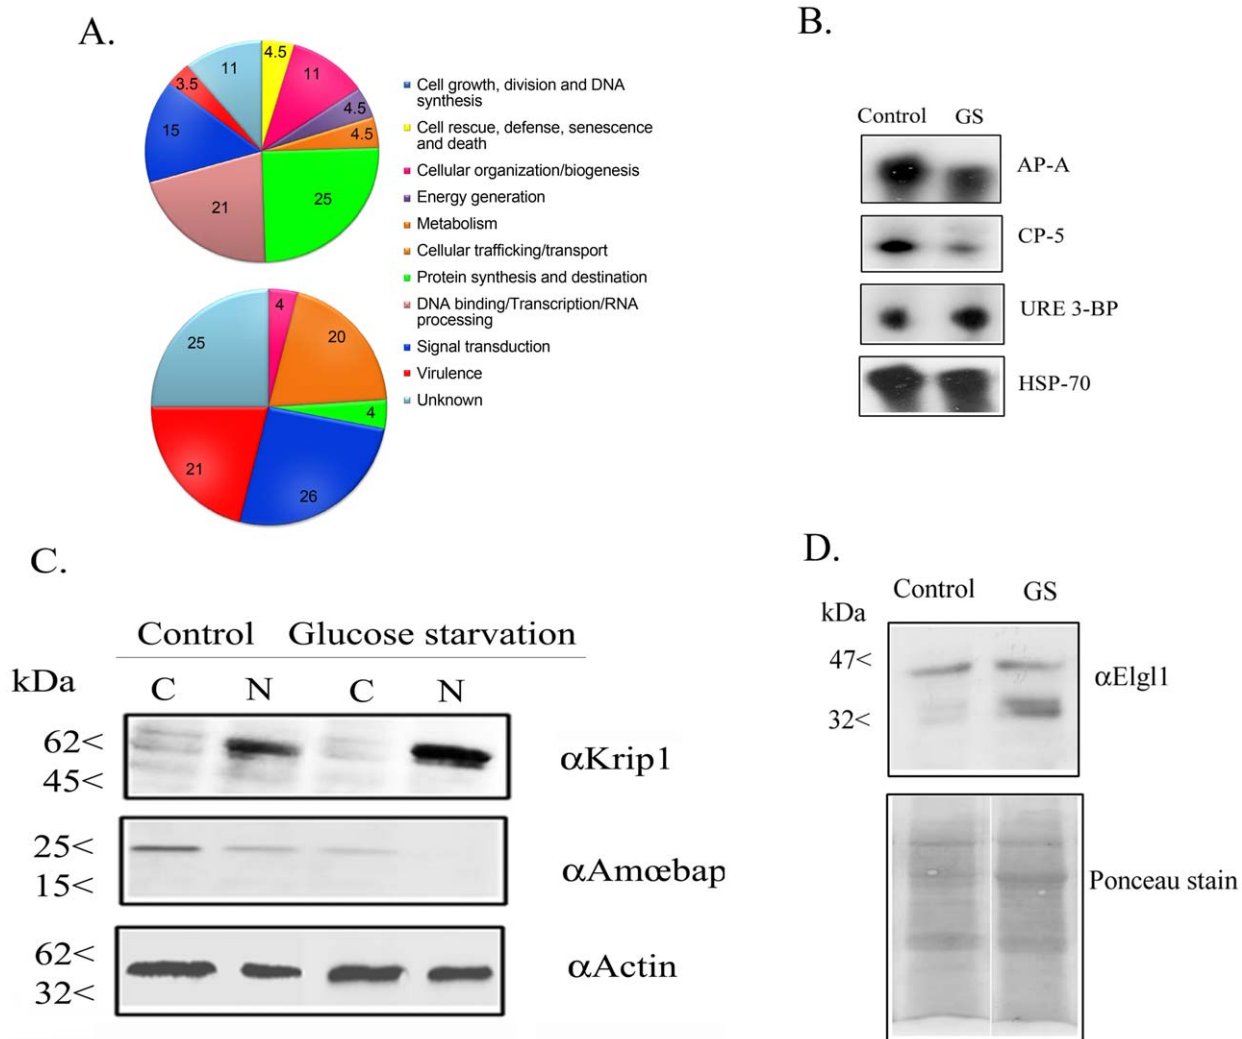 A.
4.5
11
4.5
4.5
25
21
15
3.5
11
4
20
4
26
21
25
Cell growth, division and DNA
synthesis
Cell rescue, defense, senescence
and death
Cellular organization/biogenesis
Energy generation
Metabolism
Cellular trafficking/transport
Protein synthesis and destination
DNA binding/Transcription/RNA
processing
Signal transduction
Virulence
Unknown
B.
Control GS
AP-A
CP-5
URE 3-BP
HSP-70
C.
Control Glucose starvation
kDa C N C N
62<
45<
αKrip1
25<
15<
αAmœbap
62<
32<
αActin
D.
Control GS
kDa
47<
32<
αElgl1
Ponceau stain